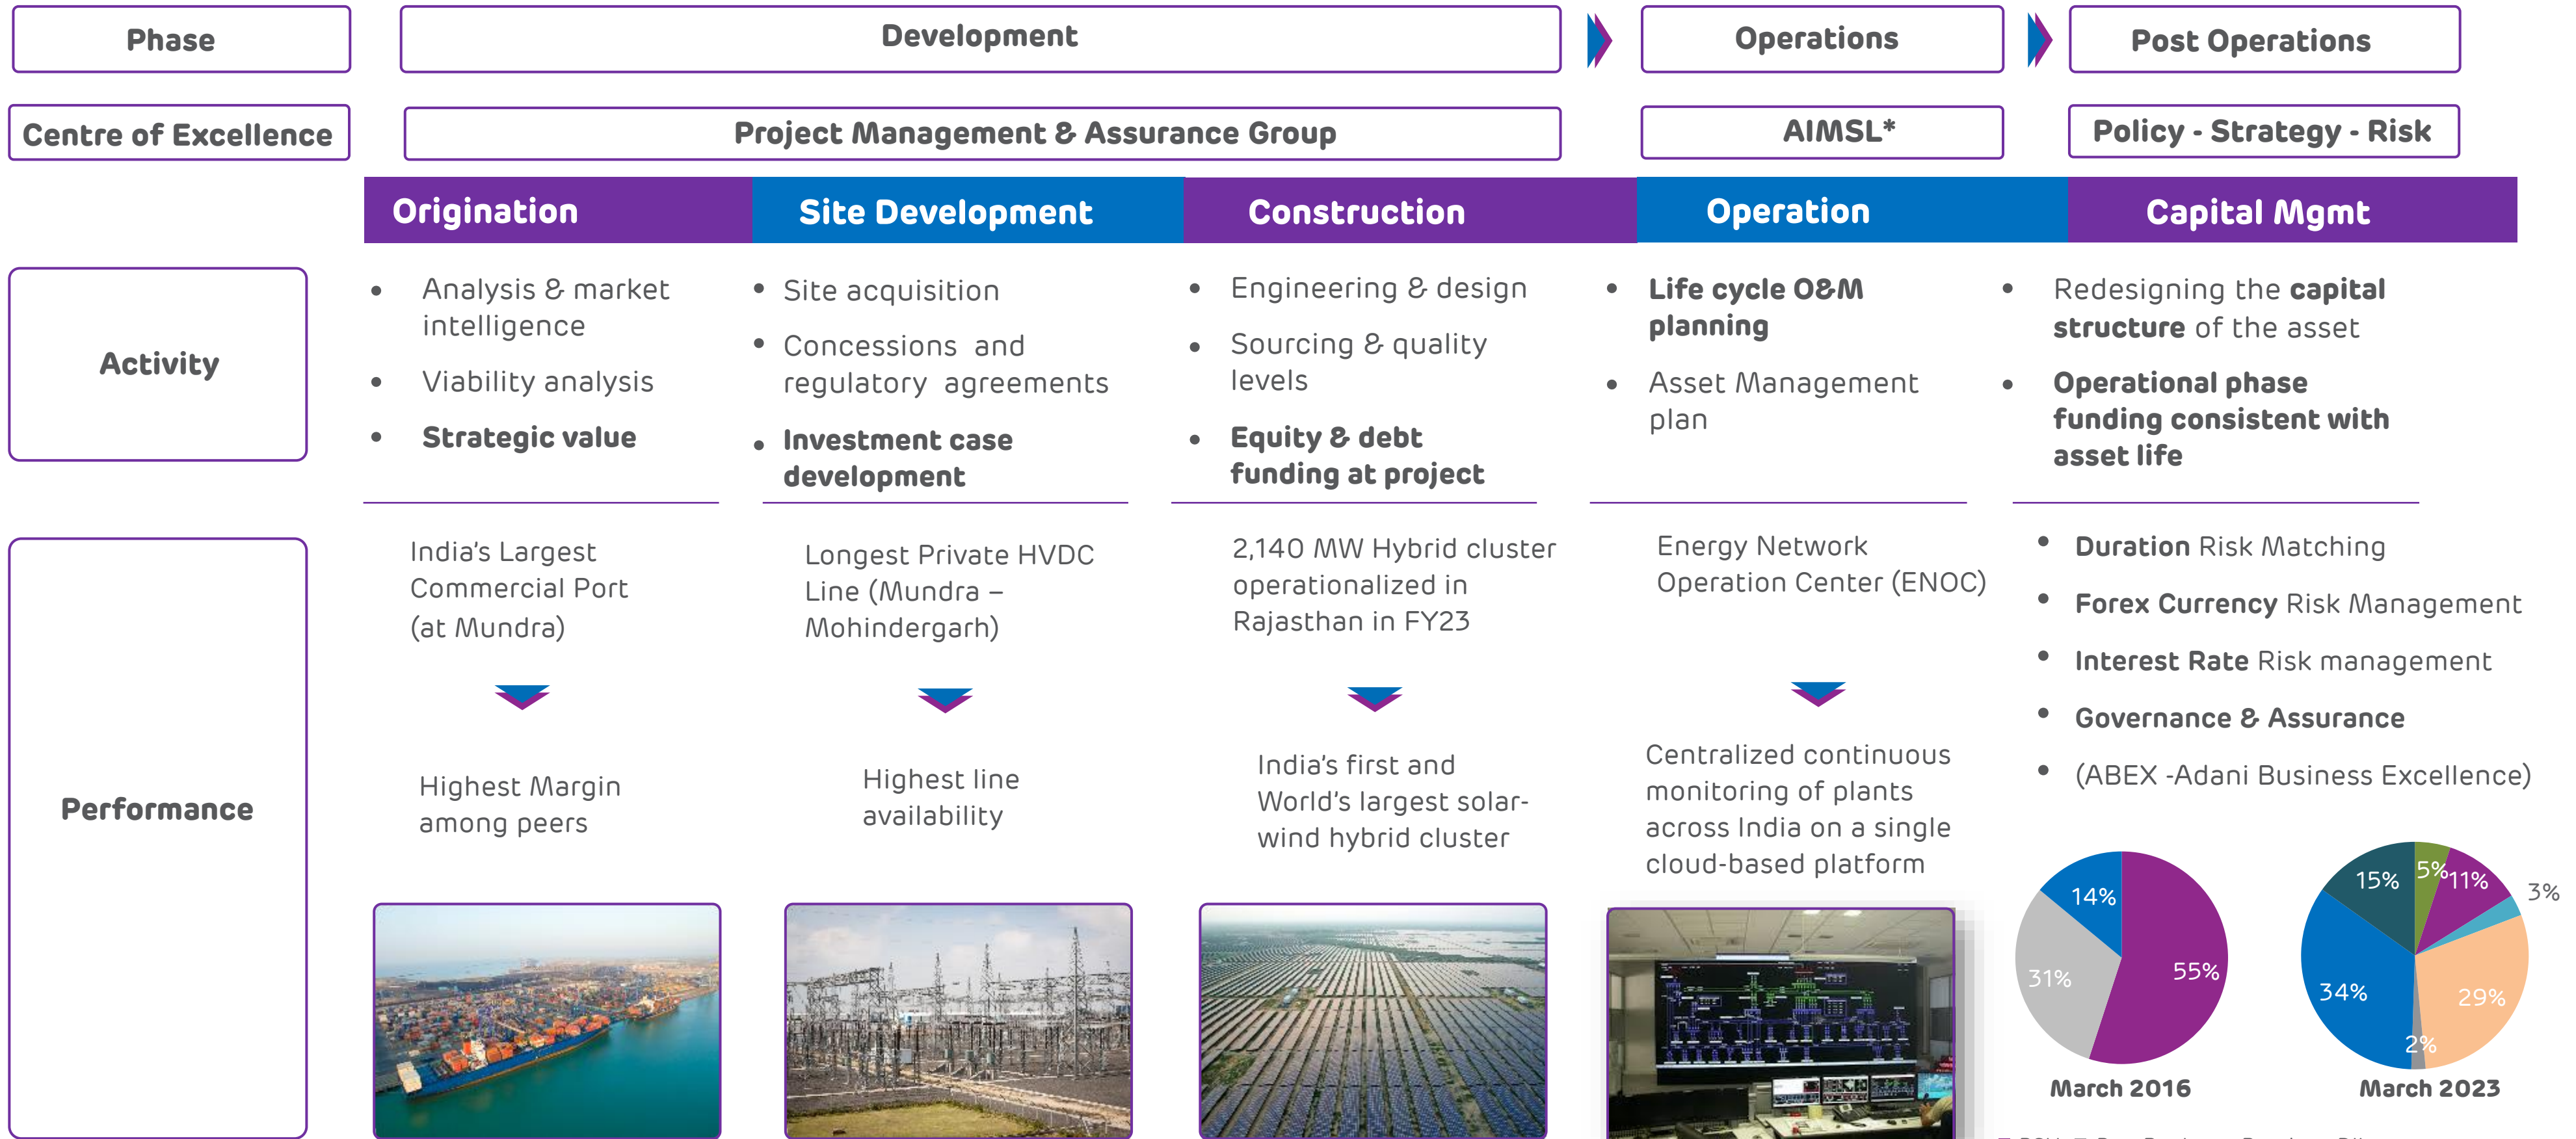 Phase
Development
Operations
Post Operations
Centre of Excellence
Project Management & Assurance Group
AIMSL*
Policy - Strategy - Risk
Origination
Site Development
Construction
Operation
Capital Mgmt
Activity
• Analysis & market
intelligence
• Viability analysis
• Strategic value
• Site acquisition
• Concessions and
regulatory agreements
• Investment case
development
• Engineering & design
• Sourcing & quality
levels
• Equity & debt
funding at project
• Life cycle O&M
planning
• Asset Management
plan
• Redesigning the capital
structure of the asset
• Operational phase
funding consistent with
asset life
Performance
India’s Largest
Commercial Port
(at Mundra)
Highest Margin
among peers
Longest Private HVDC
Line (Mundra –
Mohindergarh)
Highest line
availability
2,140 MW Hybrid cluster
operationalized in
Rajasthan in FY23
India’s first and
World’s largest solar-
wind hybrid cluster
Energy Network
Operation Center (ENOC)
Centralized continuous
monitoring of plants
across India on a single
cloud-based platform
• Duration Risk Matching
• Forex Currency Risk Management
• Interest Rate Risk management
• Governance & Assurance
• (ABEX -Adani Business Excellence)
14%
31%
55%
March 2016
15%
5%
11%
3%
34%
29%
2%
March 2023